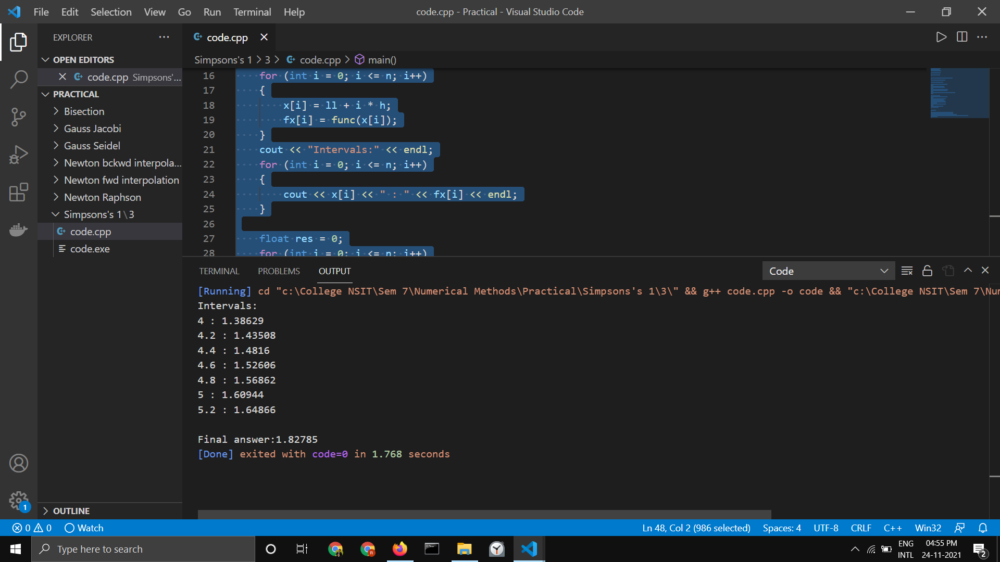 File Edit Selection View Go Run Terminal Help
code.cpp - Practical - Visual Studio Code
EXPLORER
OPEN EDITORS
code.cpp Simpsons'...
PRACTICAL
Bisection
Gauss Jacobi
Gauss Seidel
Newton bckwd interpola...
Newton fwd interpolation
Newton Raphson
Simpsons's 1\3
code.cpp
code.exe
OUTLINE
code.cpp
Simpsons's 1 > 3 > code.cpp > main()
16 for (int i = 0; i <= n; i++)
17 {
18 x[i] = ll + i * h;
19 fx[i] = func(x[i]);
20 }
21 cout << "Intervals:" << endl;
22 for (int i = 0; i <= n; i++)
23 {
24 cout << x[i] << " : " << fx[i] << endl;
25 }
26
27 float res = 0;
28 for (int i = 0; i <= n; i++)
TERMINAL PROBLEMS OUTPUT
Code
[Running] cd "c:\College NSIT\Sem 7\Numerical Methods\Practical\Simpsons's 1\3\" && g++ code.cpp -o code && "c:\College NSIT\Sem 7\Num
Intervals:
4 : 1.38629
4.2 : 1.43508
4.4 : 1.4816
4.6 : 1.52606
4.8 : 1.56862
5 : 1.60944
5.2 : 1.64866
Final answer:1.82785
[Done] exited with code=0 in 1.768 seconds
1
0 0 Watch
Ln 48, Col 2 (986 selected) Spaces: 4 UTF-8 CRLF C++ Win32
Type here to search
R
ENG
INTL
04:55 PM
24-11-2021
2